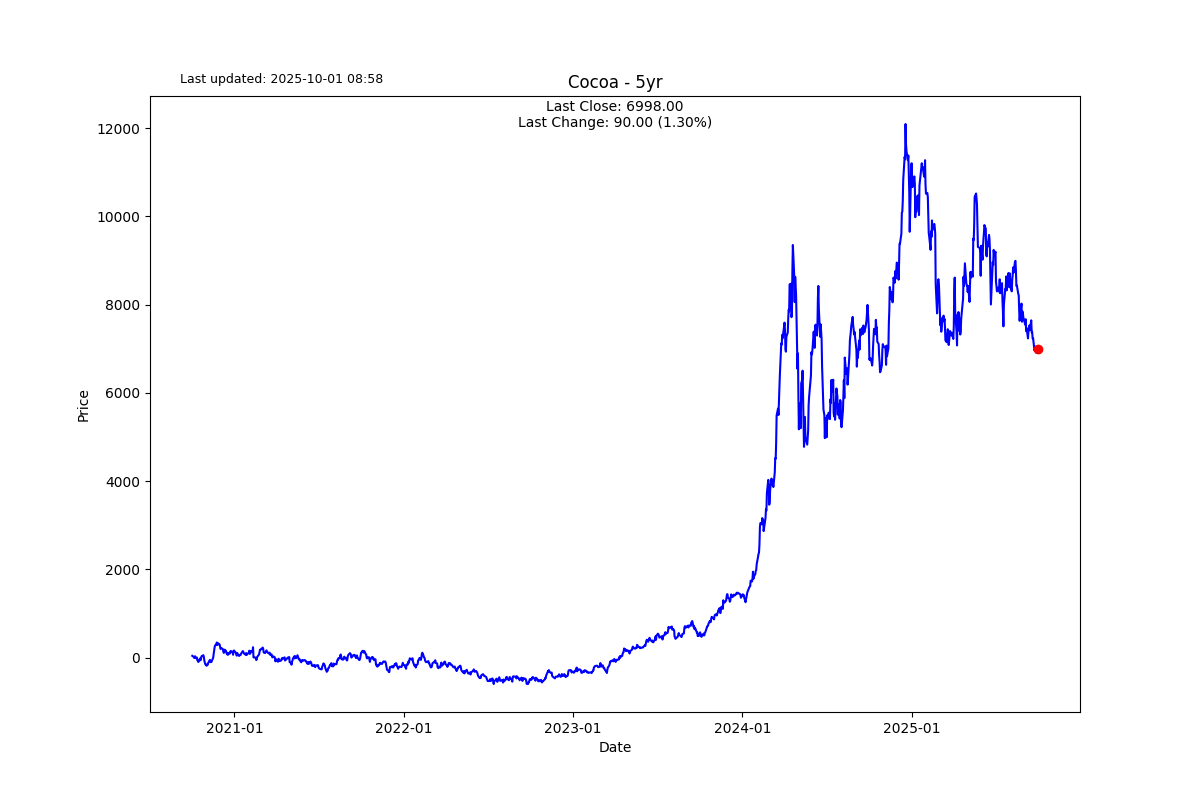 Last updated: 2025-10-01 08:58
Cocoa - 5yr
Last Close: 6998.00
Last Change: 90.00 (1.30%)
12000
10000
8000
6000
4000
2000
0
Price
2021-01
2022-01
2023-01
2024-01
2025-01
Date